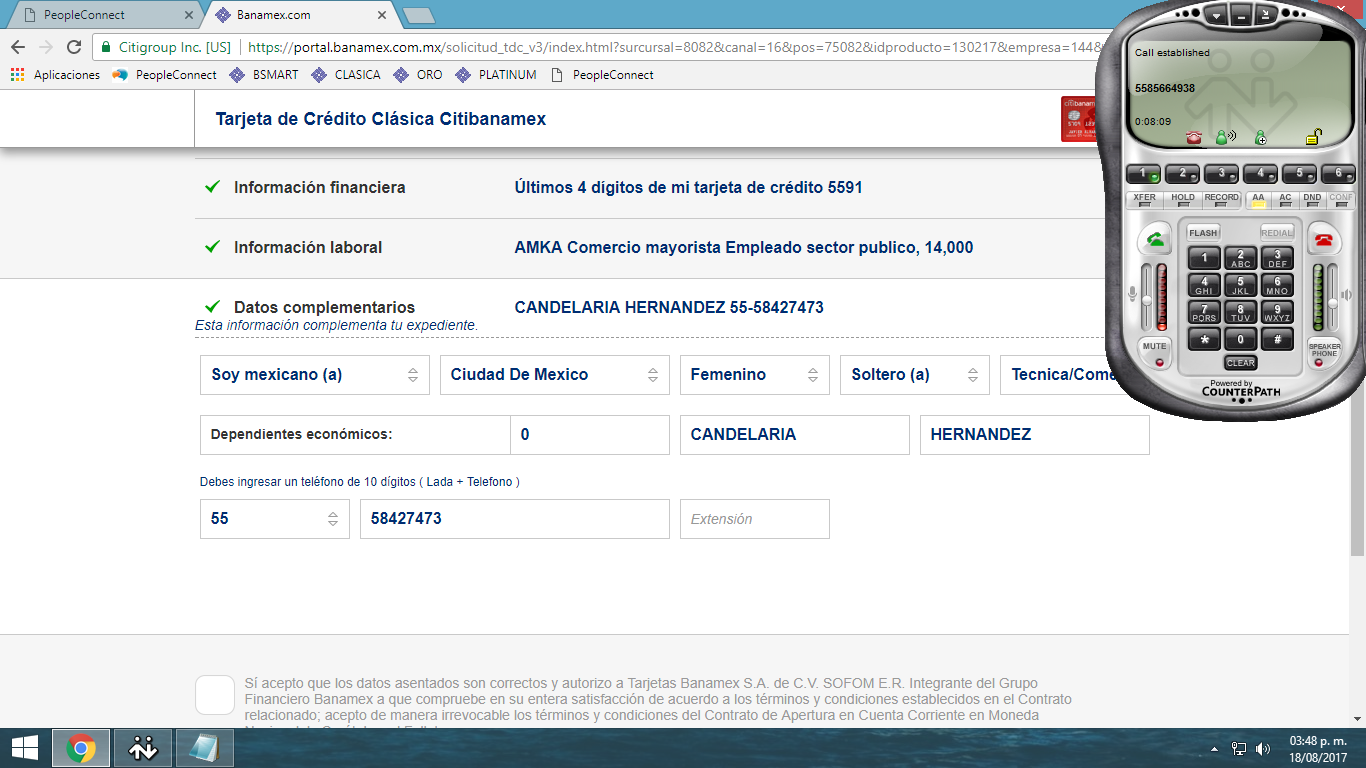 PeopleConnect
Banamex.com
Citigroup Inc. [US]
https://portal.banamex.com.mx/solicitud_tdc_v3/index.html?surcursal=8082&canal=16&pos=75082&idproducto=130217&empresa=144&
Aplicaciones
PeopleConnect
BSMART
CLASICA
ORO
PLATINUM
PeopleConnect
Tarjeta de Crédito Clásica Citibanamex
Información financiera
Últimos 4 dígitos de mi tarjeta de crédito 5591
Información laboral
AMKA Comercio mayorista Empleado sector publico, 14,000
Datos complementarios
CANDELARIA HERNANDEZ 55-58427473
Esta información complementa tu expediente.
Soy mexicano (a)
Ciudad De Mexico
Femenino
Soltero (a)
Tecnica/Come
Dependientes económicos:
0
CANDELARIA
HERNANDEZ
Debes ingresar un teléfono de 10 dígitos ( Lada + Telefono )
55
58427473
Extensión
Sí acepto que los datos asentados son correctos y autorizo a Tarjetas Banamex S.A. de C.V. SOFOM E.R. Integrante del Grupo
Financiero Banamex a que compruebe en su entera satisfacción de acuerdo a los términos y condiciones establecidos en el Contrato
relacionado; acepto de manera irrevocable los términos y condiciones del Contrato de Apertura en Cuenta Corriente en Moneda
Call established
5585664938
0:08:09
1 2 3 4 5 6
XFER HOLD RECORD AA AC DND CONF
FLASH REDIAL
1 2 ABC 3 DEF
4 GHI 5 JKL 6 MNO
7 PQRS 8 TUV 9 WXYZ
* 0 #
MUTE
SPEAKER
PHONE
CLEAR
Powered by
COUNTERPATH
03:48 p. m.
18/08/2017